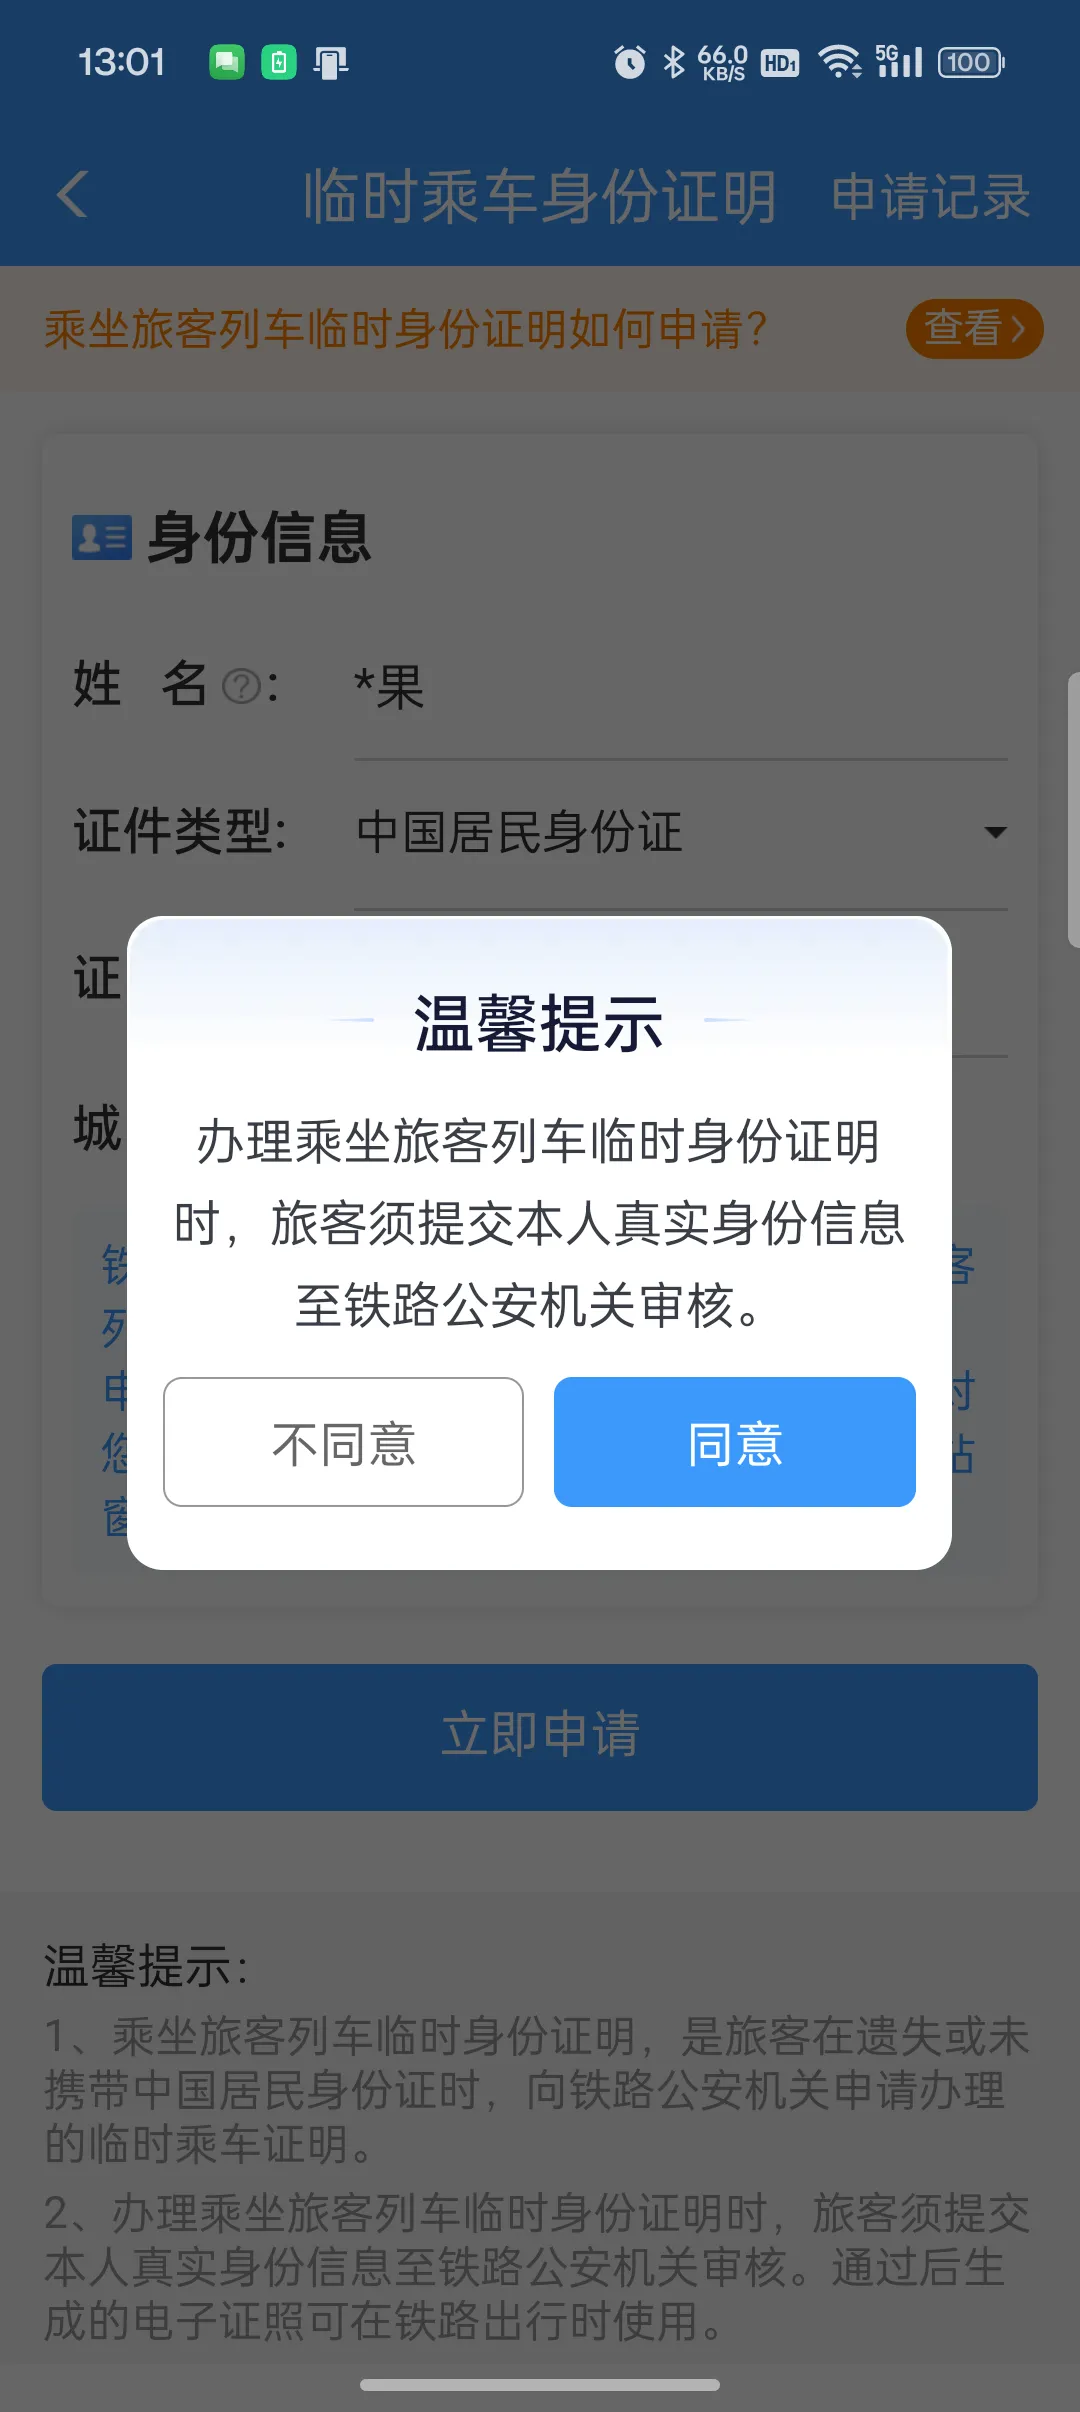 13:01
66.0
KB/S
HD1
5G
100
临时乘车身份证明
申请记录
乘坐旅客列车临时身份证明如何申请?
查看
身份信息
姓 名?: *果
证件类型: 中国居民身份证
证
城
温馨提示
办理乘坐旅客列车临时身份证明
时，旅客须提交本人真实身份信息
至铁路公安机关审核。
不同意
同意
客
列
时
您
站
窗
立即申请
温馨提示:
1、乘坐旅客列车临时身份证明，是旅客在遗失或未
携带中国居民身份证时，向铁路公安机关申请办理
的临时乘车证明。
2、办理乘坐旅客列车临时身份证明时，旅客须提交
本人真实身份信息至铁路公安机关审核。通过后生
成的电子证照可在铁路出行时使用。